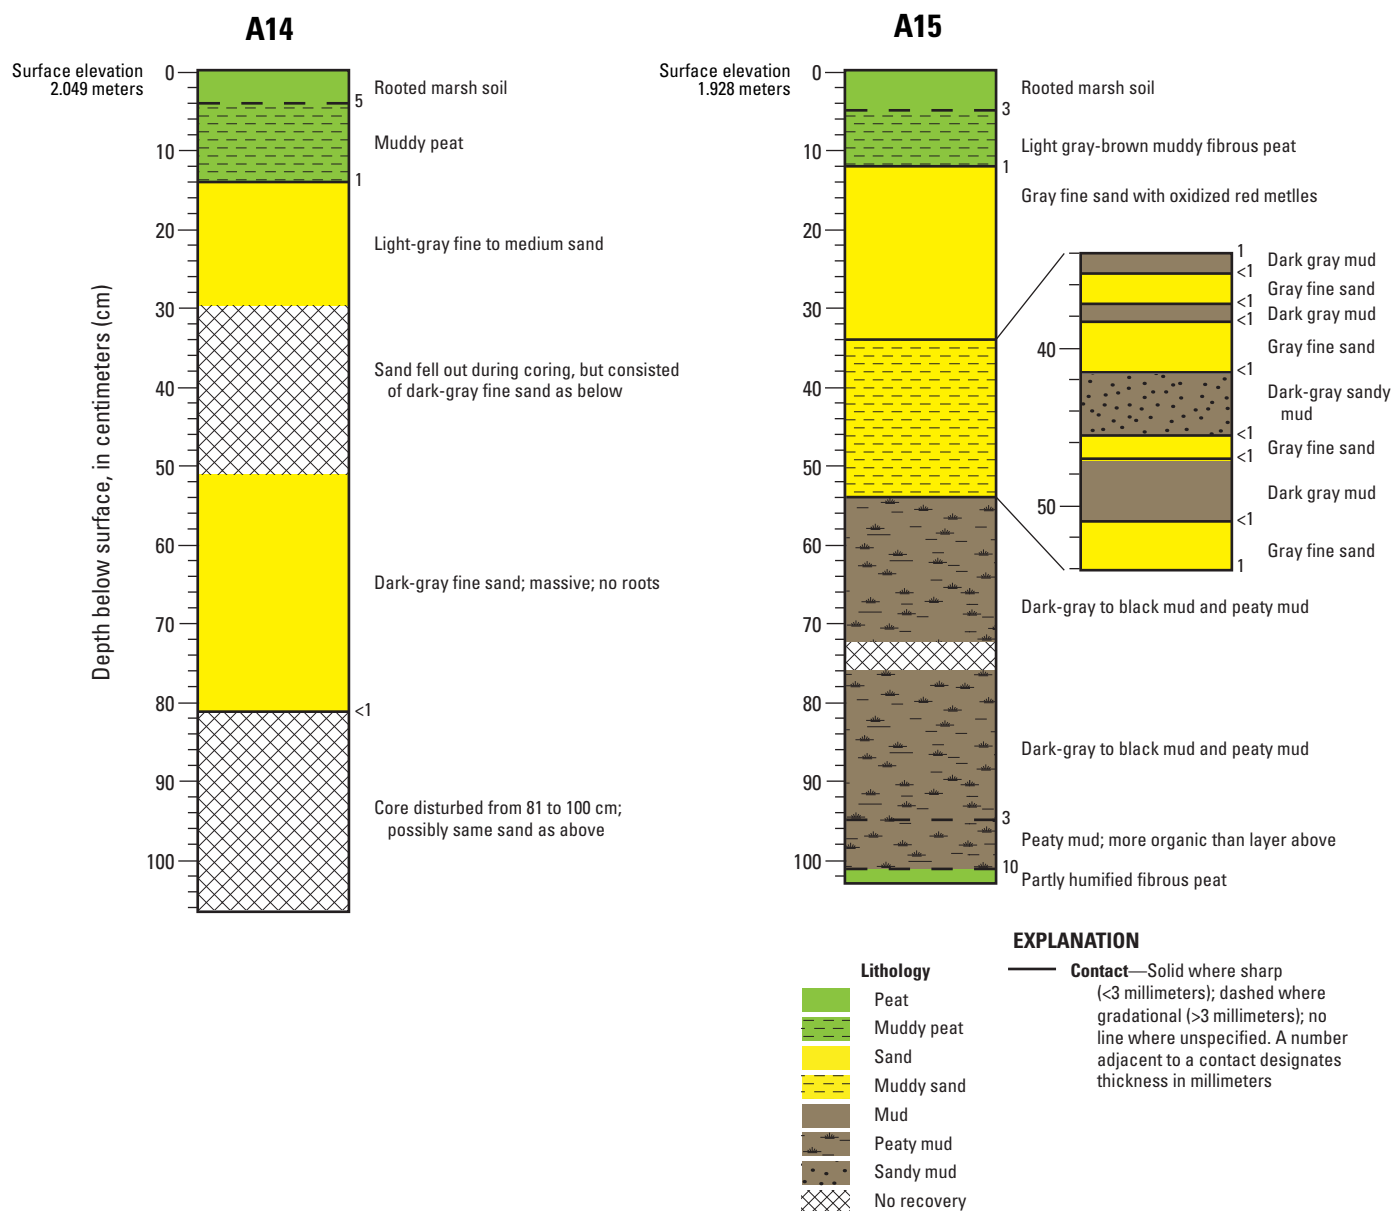 A14
Surface elevation
2.049 meters
Depth below surface, in centimeters (cm)
0
10
20
30
40
50
60
70
80
90
100
5
1
<1
Rooted marsh soil
Muddy peat
Light-gray fine to medium sand
Sand fell out during coring, but consisted
of dark-gray fine sand as below
Dark-gray fine sand; massive; no roots
Core disturbed from 81 to 100 cm;
possibly same sand as above
A15
Surface elevation
1.928 meters
0
10
20
30
40
50
60
70
80
90
100
3
1
3
10
Rooted marsh soil
Light gray-brown muddy fibrous peat
Gray fine sand with oxidized red metlles
40
50
1
Dark gray mud
<1
Gray fine sand
<1
Dark gray mud
<1
Gray fine sand
<1
Dark-gray sandy
mud
<1
Gray fine sand
<1
Dark gray mud
<1
Gray fine sand
1
Dark-gray to black mud and peaty mud
Dark-gray to black mud and peaty mud
Peaty mud; more organic than layer above
Partly humified fibrous peat
EXPLANATION
Lithology
Peat
Muddy peat
Sand
Muddy sand
Mud
Peaty mud
Sandy mud
No recovery
Contact—Solid where sharp
(<3 millimeters); dashed where
gradational (>3 millimeters); no
line where unspecified. A number
adjacent to a contact designates
thickness in millimeters